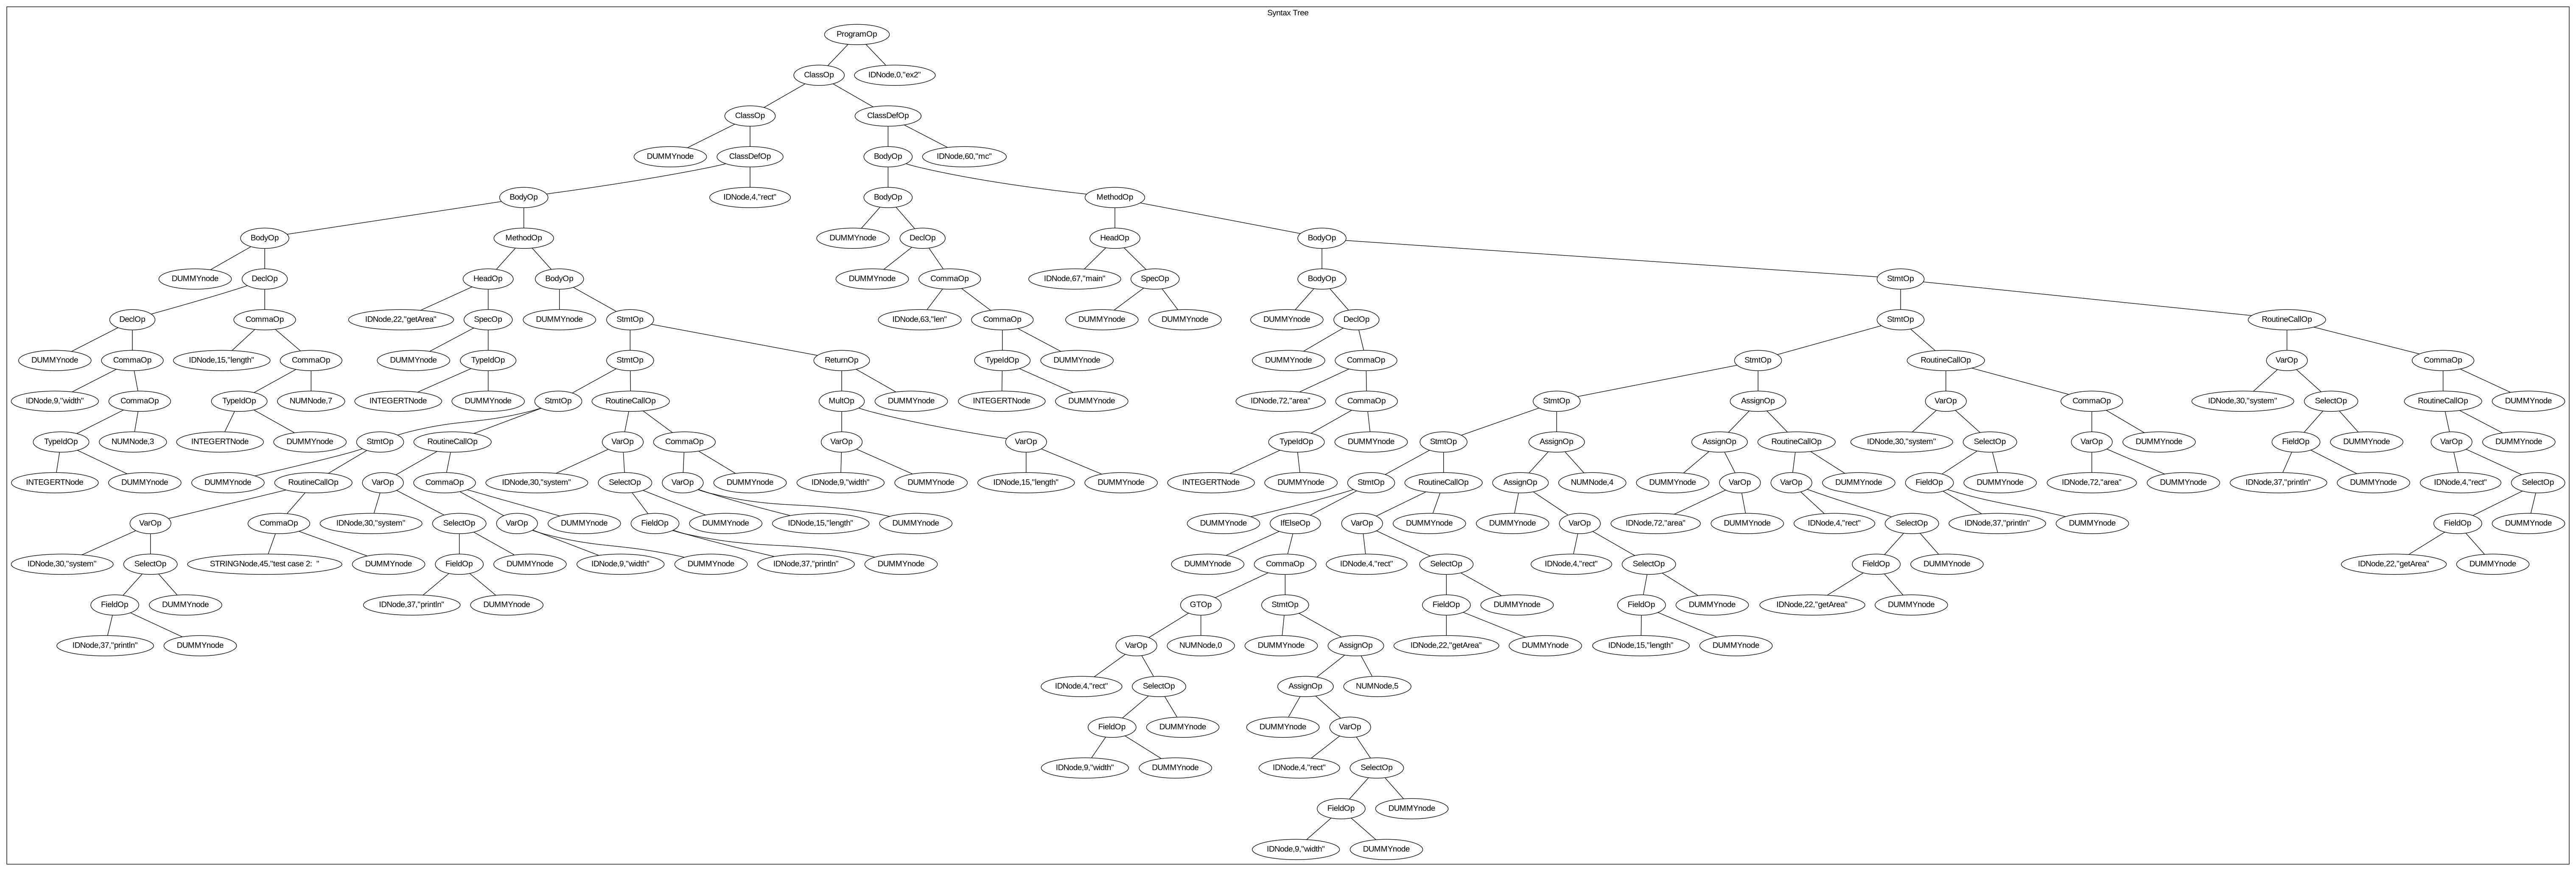 Syntax Tree
ProgramOp
ClassOp IDNode,0,"ex2"
ClassOp ClassDefOp
DUMMYnode ClassDefOp BodyOp IDNode,60,"mc"
BodyOp IDNode,4,"rect" BodyOp MethodOp
BodyOp MethodOp DUMMYnode DeclOp HeadOp BodyOp
DUMMYnode DeclOp HeadOp BodyOp DUMMYnode CommaOp IDNode,67,"main" SpecOp BodyOp StmtOp
DeclOp CommaOp IDNode,22,"getArea" SpecOp DUMMYnode StmtOp IDNode,63,"len" CommaOp DUMMYnode DUMMYnode DUMMYnode DeclOp StmtOp RoutineCallOp
DUMMYnode CommaOp IDNode,15,"length" CommaOp DUMMYnode TypeIdOp StmtOp ReturnOp TypeIdOp DUMMYnode DUMMYnode CommaOp StmtOp RoutineCallOp VarOp CommaOp
IDNode,9,"width" CommaOp TypeIdOp NUMNode,7 INTEGERTNode DUMMYnode StmtOp RoutineCallOp MultOp DUMMYnode INTEGERTNode DUMMYnode IDNode,72,"area" CommaOp StmtOp AssignOp VarOp CommaOp IDNode,30,"system" SelectOp RoutineCallOp DUMMYnode
TypeIdOp NUMNode,3 INTEGERTNode DUMMYnode StmtOp RoutineCallOp VarOp CommaOp VarOp VarOp TypeIdOp DUMMYnode StmtOp AssignOp AssignOp RoutineCallOp IDNode,30,"system" SelectOp VarOp DUMMYnode FieldOp DUMMYnode VarOp DUMMYnode
INTEGERTNode DUMMYnode DUMMYnode RoutineCallOp VarOp CommaOp IDNode,30,"system" SelectOp VarOp DUMMYnode IDNode,9,"width" DUMMYnode IDNode,15,"length" DUMMYnode INTEGERTNode DUMMYnode StmtOp RoutineCallOp AssignOp NUMNode,4 DUMMYnode VarOp VarOp DUMMYnode FieldOp DUMMYnode IDNode,72,"area" DUMMYnode IDNode,37,"println" DUMMYnode IDNode,4,"rect" SelectOp
VarOp CommaOp IDNode,30,"system" SelectOp VarOp DUMMYnode FieldOp DUMMYnode IDNode,15,"length" DUMMYnode DUMMYnode IfElseOp VarOp DUMMYnode DUMMYnode VarOp IDNode,72,"area" DUMMYnode IDNode,4,"rect" SelectOp IDNode,37,"println" DUMMYnode FieldOp DUMMYnode
IDNode,30,"system" SelectOp STRINGNode,45,"test case 2:  " DUMMYnode FieldOp DUMMYnode IDNode,9,"width" DUMMYnode IDNode,37,"println" DUMMYnode DUMMYnode CommaOp IDNode,4,"rect" SelectOp IDNode,4,"rect" SelectOp FieldOp DUMMYnode IDNode,22,"getArea" DUMMYnode
FieldOp DUMMYnode IDNode,37,"println" DUMMYnode GTOp StmtOp FieldOp DUMMYnode FieldOp DUMMYnode IDNode,22,"getArea" DUMMYnode
IDNode,37,"println" DUMMYnode VarOp NUMNode,0 DUMMYnode AssignOp IDNode,22,"getArea" DUMMYnode IDNode,15,"length" DUMMYnode
IDNode,4,"rect" SelectOp AssignOp NUMNode,5
FieldOp DUMMYnode DUMMYnode VarOp
IDNode,9,"width" DUMMYnode IDNode,4,"rect" SelectOp
FieldOp DUMMYnode
IDNode,9,"width" DUMMYnode